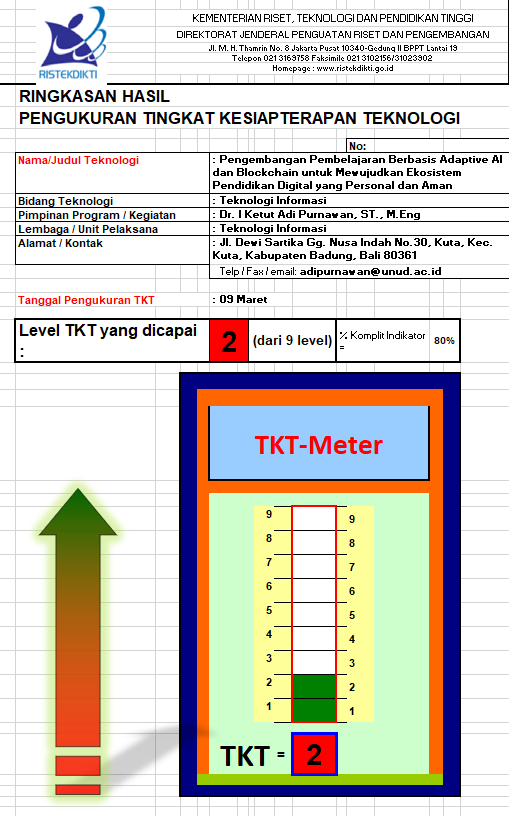 KEMENTERIAN RISET, TEKNOLOGI DAN PENDIDIKAN TINGGI
DIREKTORAT JENDERAL PENGUATAN RISET DAN PENGEMBANGAN
Jl. M. H. Thamrin No. 8 Jakarta Pusat 10340-Gedung II BPPT Lantai 19
Telepon 021 3169758 Faksimile 021 3102156/31023902
Homepage : www.ristekdikti.go.id
RISTEKDIKTI
RINGKASAN HASIL
PENGUKURAN TINGKAT KESIAPTERAPAN TEKNOLOGI
No:
Nama/Judul Teknologi : Pengembangan Pembelajaran Berbasis Adaptive AI
dan Blockchain untuk Mewujudkan Ekosistem
Pendidikan Digital yang Personal dan Aman
Bidang Teknologi : Teknologi Informasi
Pimpinan Program / Kegiatan : Dr. I Ketut Adi Purnawan, ST., M.Eng
Lembaga / Unit Pelaksana : Teknologi Informasi
Alamat / Kontak : Jl. Dewi Sartika Gg. Nusa Indah No.30, Kuta, Kec.
Kuta, Kabupaten Badung, Bali 80361
Telp / Fax / email: adipurnawan@unud.ac.id
Tanggal Pengukuran TKT : 09 Maret
Level TKT yang dicapai : 2 (dari 9 level) % Komplit Indikator = 80%
TKT-Meter
9 9
8 8
7 7
6 6
5 5
4 4
3 3
2 2
1 1
TKT = 2